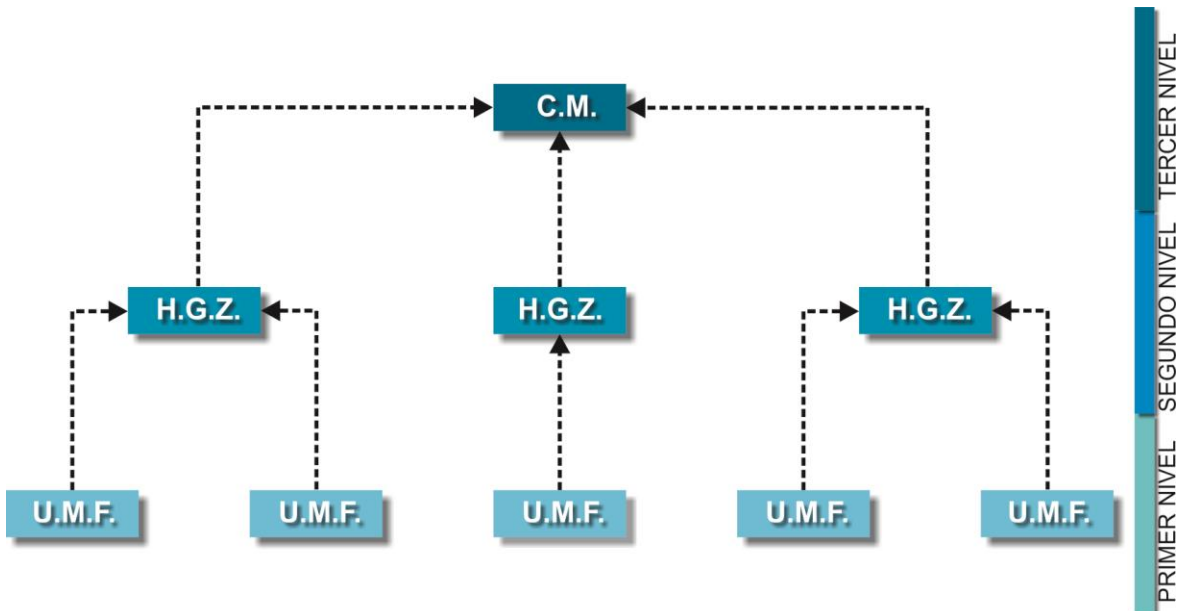 C.M.
H.G.Z.
H.G.Z.
H.G.Z.
U.M.F.
U.M.F.
U.M.F.
U.M.F.
U.M.F.
TERCER NIVEL
SEGUNDO NIVEL
PRIMER NIVEL